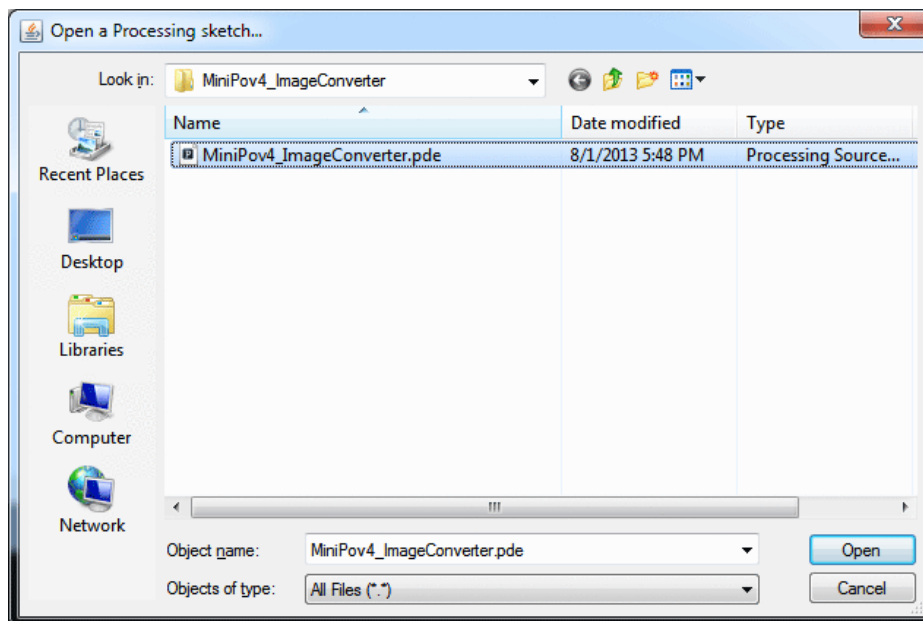 Open a Processing sketch...
Look in: MiniPov4_ImageConverter
Name Date modified Type
MiniPov4_ImageConverter.pde 8/1/2013 5:48 PM Processing Source...
Recent Places
Desktop
Libraries
Computer
Network
Object name: MiniPov4_ImageConverter.pde Open
Objects of type: All Files (*.*) Cancel